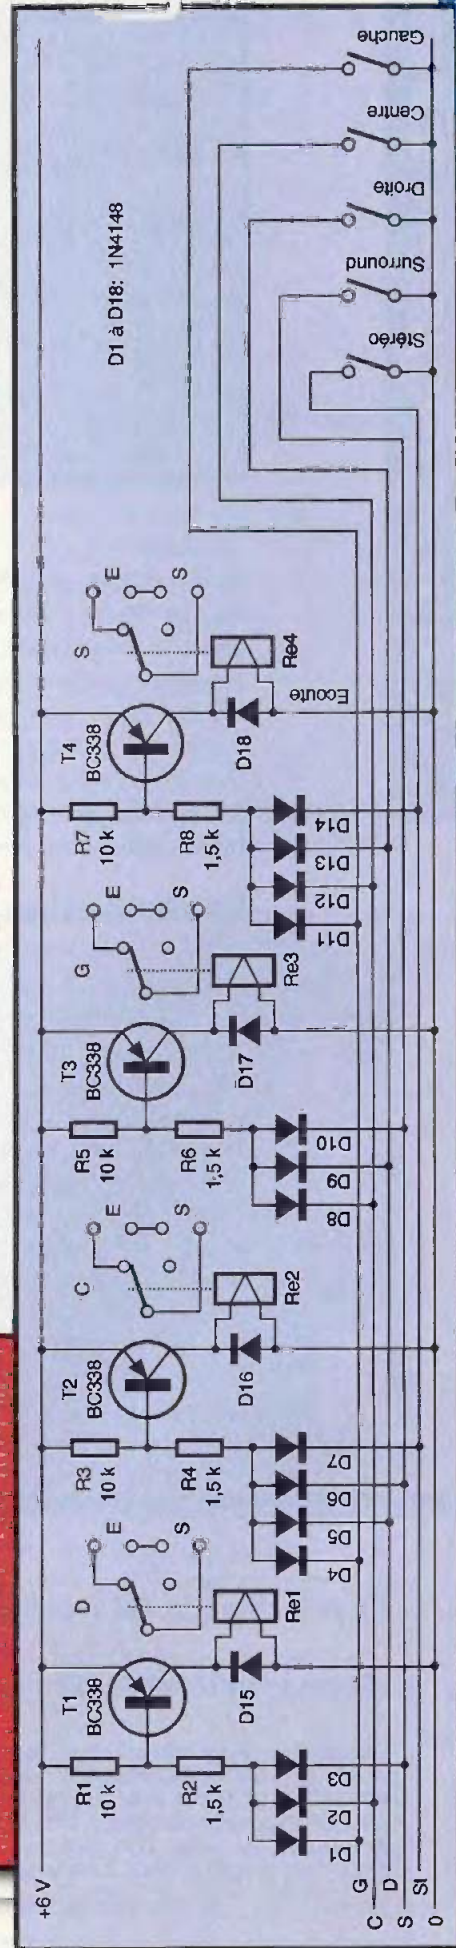 +6 V
R1
10 k
R2
1,5 k
T1
BC338
D
E
S
D15
Re1
D1
D2
D3
R3
10 k
R4
1,5 k
T2
BC338
C
E
S
D16
Re2
D4
D5
D6
D7
R5
10 k
R6
1,5 k
T3
BC338
G
E
S
D17
Re3
D8
D9
D10
R7
10 k
R8
1,5 k
T4
BC338
S
E
S
D18
Re4
Ecoute
D11
D12
D13
D14
D1 à D18: 1N4148
Gauche
Centre
Droite
Surround
Stéréo
G
C
D
S
St
0